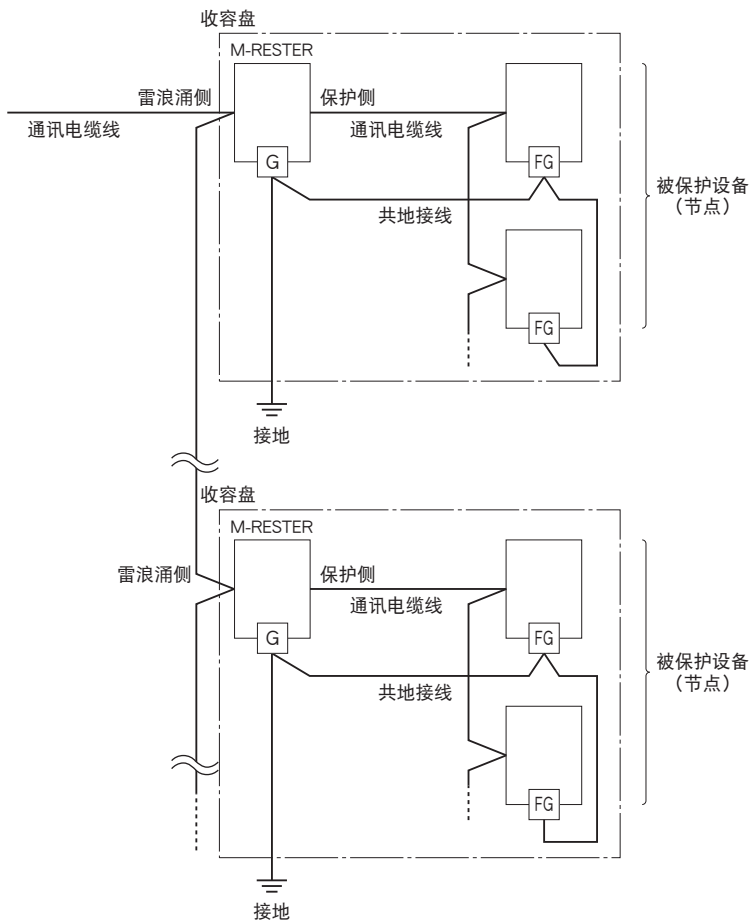 收容盘
M-RESTER
雷浪涌侧
保护侧
通讯电缆线
通讯电缆线
G
FG
被保护设备
（节点）
共地接线
FG
接地
收容盘
M-RESTER
雷浪涌侧
保护侧
通讯电缆线
G
FG
被保护设备
（节点）
共地接线
FG
接地